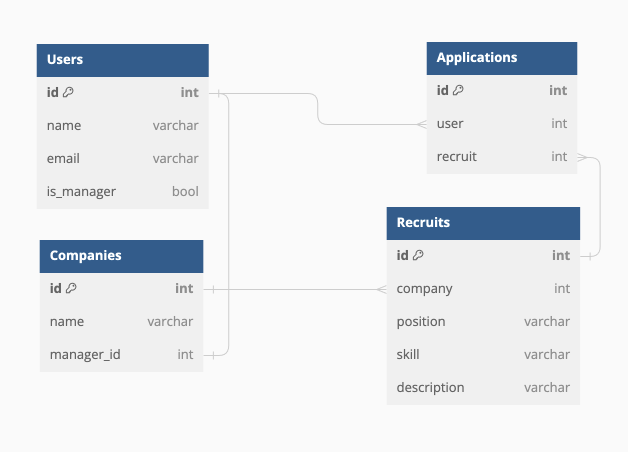 Users
id int
name varchar
email varchar
is_manager bool
Applications
id int
user int
recruit int
Companies
id int
name varchar
manager_id int
Recruits
id int
company int
position varchar
skill varchar
description varchar